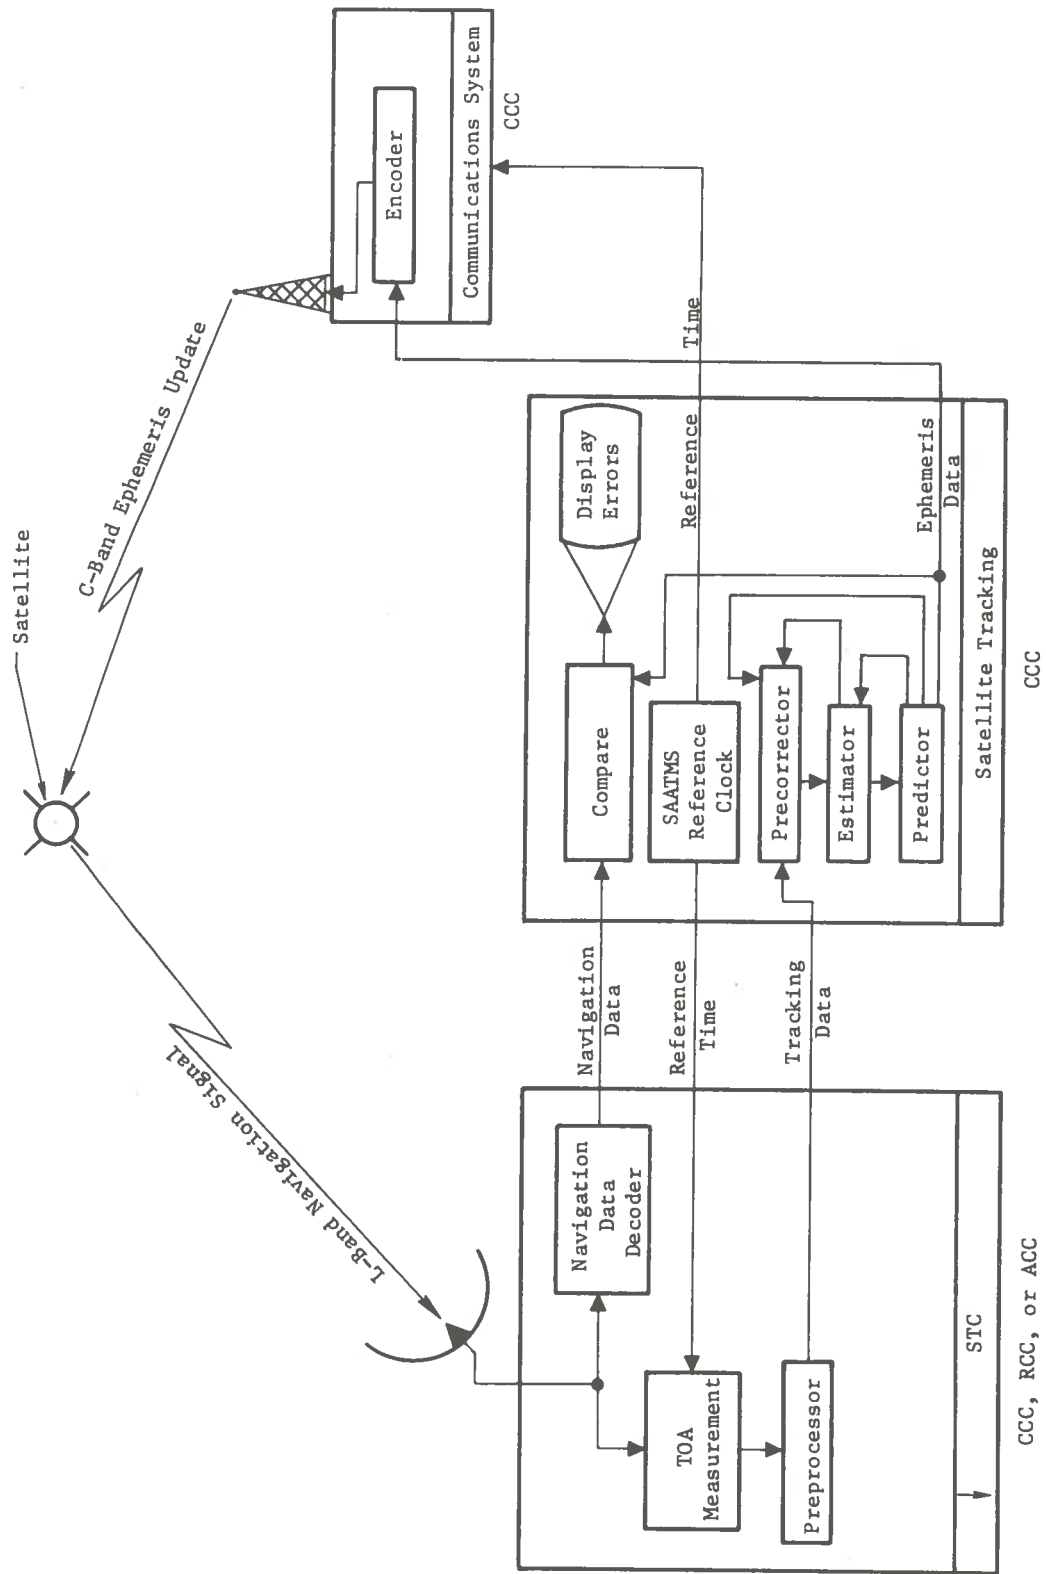 Satellite
L-Band Navigation Signal
C-Band Ephemeris Update
Navigation
Data
Decoder
TOA
Measurement
Preprocessor
STC
CCC, RCC, or ACC
Navigation
Data
Reference
Time
Tracking
Data
Compare
Display
Errors
SAATMS
Reference
Clock
Precorrector
Estimator
Predictor
Reference Time
Ephemeris
Data
Satellite Tracking
CCC
Encoder
Communications System
CCC